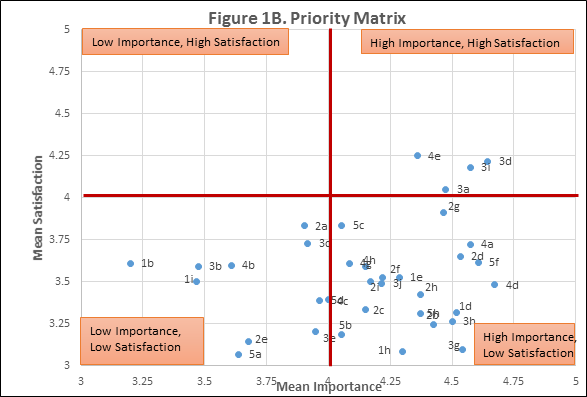 Figure 1B. Priority Matrix
5
Low Importance, High Satisfaction
High Importance, High Satisfaction
4.75
4.5
4.25
4e
3d
3i
3a
4
2g
2a
5c
3.75
3c
4a
2d
5f
4h
1b
3b
4b
2f
1e
3.5
1i
2i
3j
4d
2h
5d
4c
2c
1d
3.25
5b
3h
Low Importance,
Low Satisfaction
High Importance,
Low Satisfaction
3e
2e
1h
3g
5a
3
3
3.25
3.5
3.75
4
4.25
4.5
4.75
5
Mean Importance
Mean Satisfaction